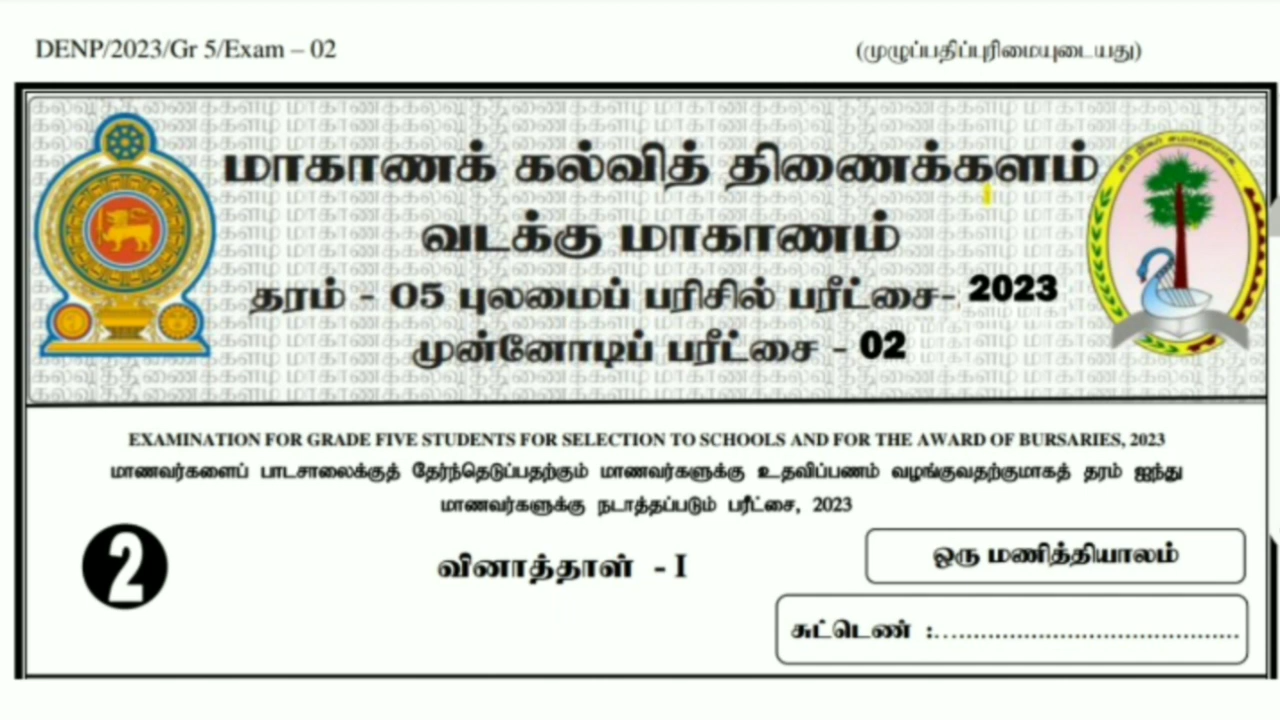 DENP/2023/Gr 5/Exam – 02
(முழுப்பதிப்புரிமையுடையது)
மாகாணக் கல்வித் திணைக்களம்
வடக்கு மாகாணம்
தரம் - 05 புலமைப் பரிசில் பரீட்சை- 2023
முன்னோடிப் பரீட்சை - 02
EXAMINATION FOR GRADE FIVE STUDENTS FOR SELECTION TO SCHOOLS AND FOR THE AWARD OF BURSARIES, 2023
மாணவர்களைப் பாடசாலைக்குத் தேர்ந்தெடுப்பதற்கும் மாணவர்களுக்கு உதவிப்பணம் வழங்குவதற்குமாகத் தரம் ஐந்து
மாணவர்களுக்கு நடாத்தப்படும் பரீட்சை, 2023
2
வினாத்தாள் - I
ஒரு மணித்தியாலம்
சுட்டெண் :..........................................